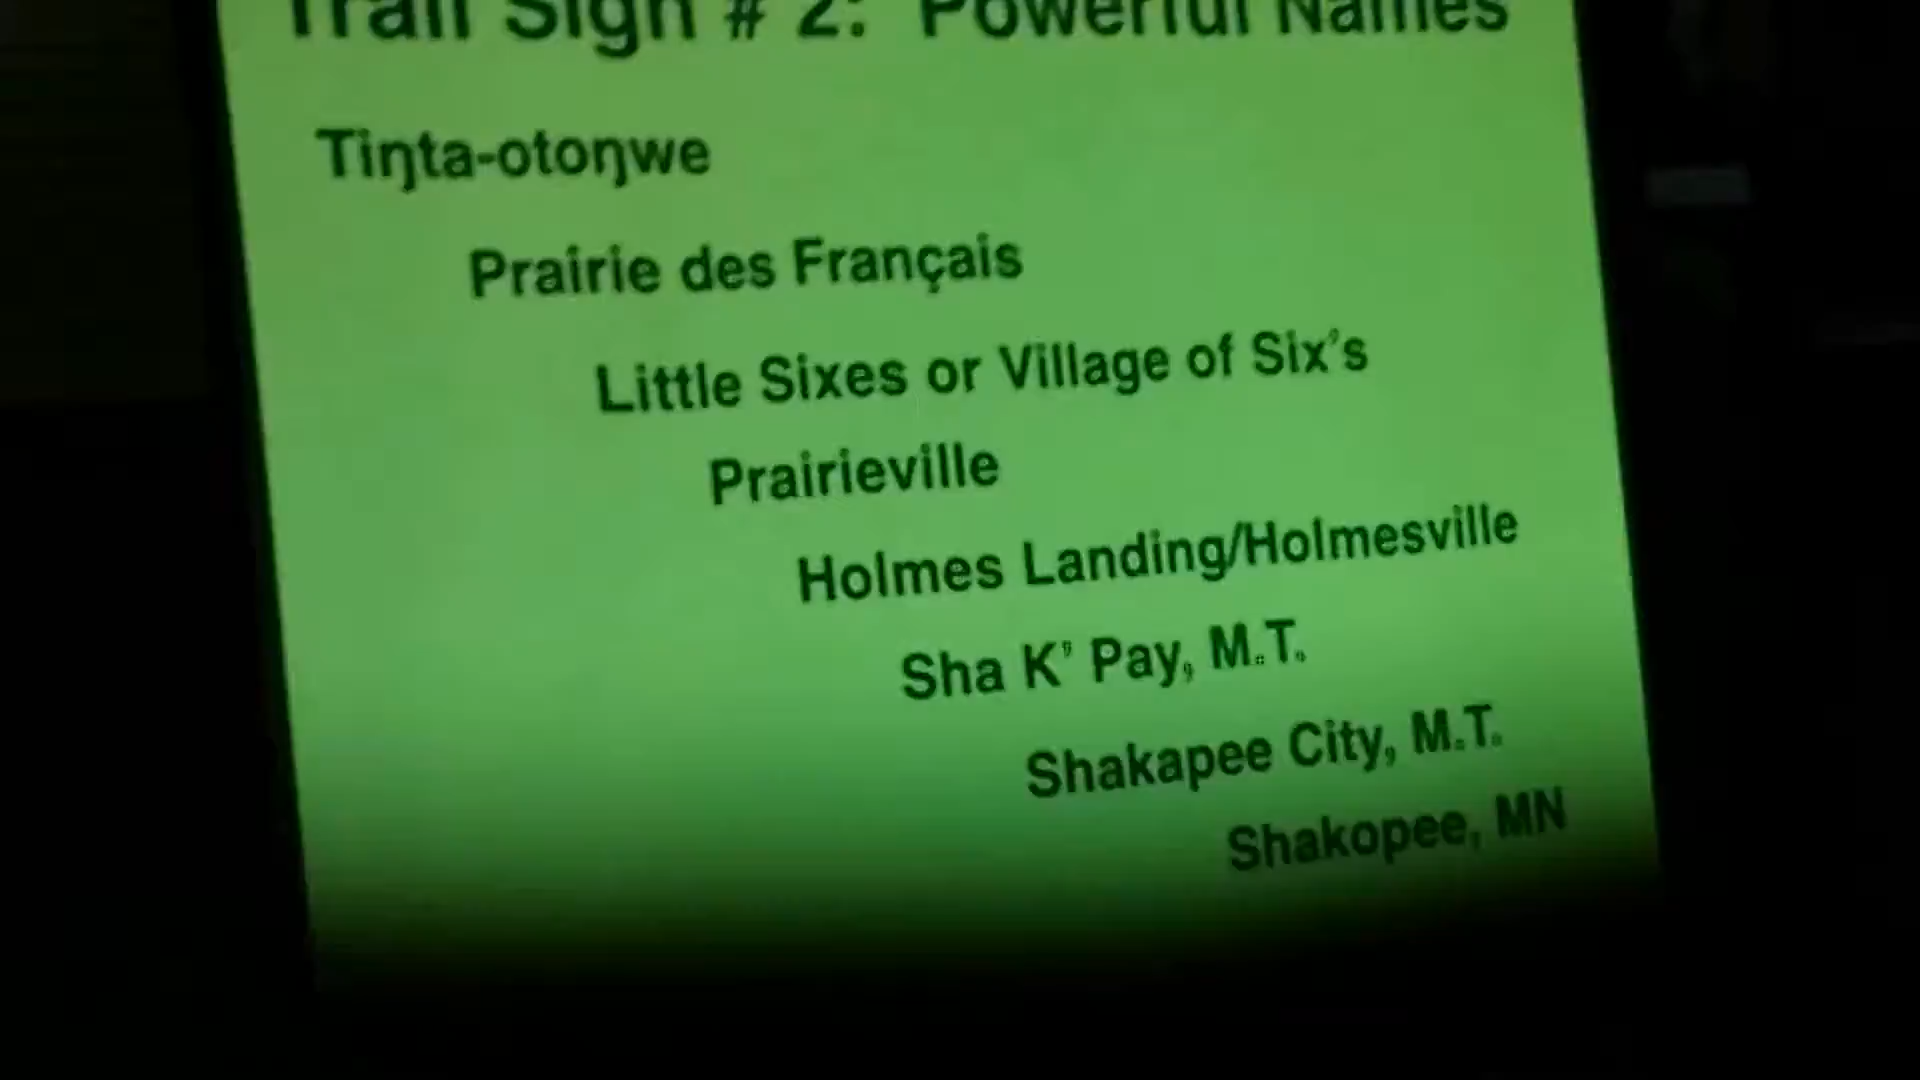 Trail Sign # 2: Powerful Names
Tiŋta-otoŋwe
Prairie des Français
Little Sixes or Village of Six's
Prairieville
Holmes Landing/Holmesville
Sha K' Pay, M.T.
Shakapee City, M.T.
Shakopee, MN